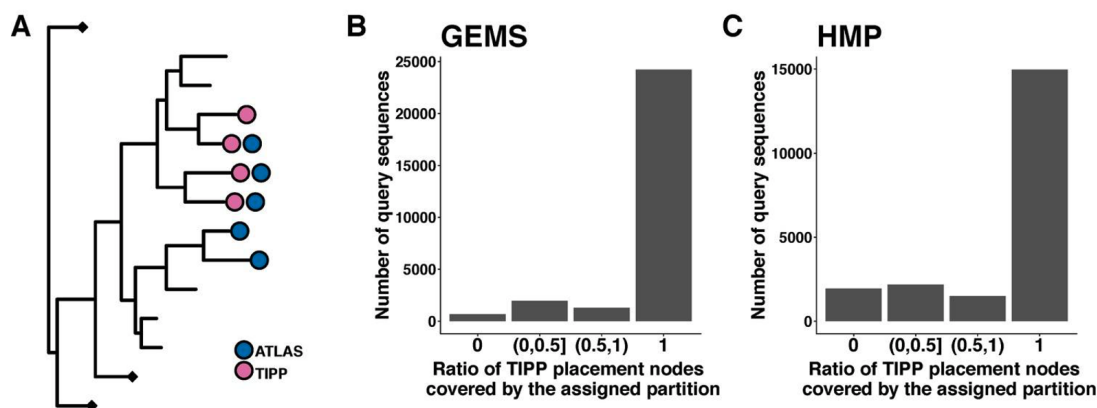 A
ATLAS
TIPP
B
GEMS
Number of query sequences
25000
20000
15000
10000
5000
0
0 (0,0.5] (0.5,1) 1
Ratio of TIPP placement nodes
covered by the assigned partition
C
HMP
Number of query sequences
15000
10000
5000
0
0 (0,0.5] (0.5,1) 1
Ratio of TIPP placement nodes
covered by the assigned partition